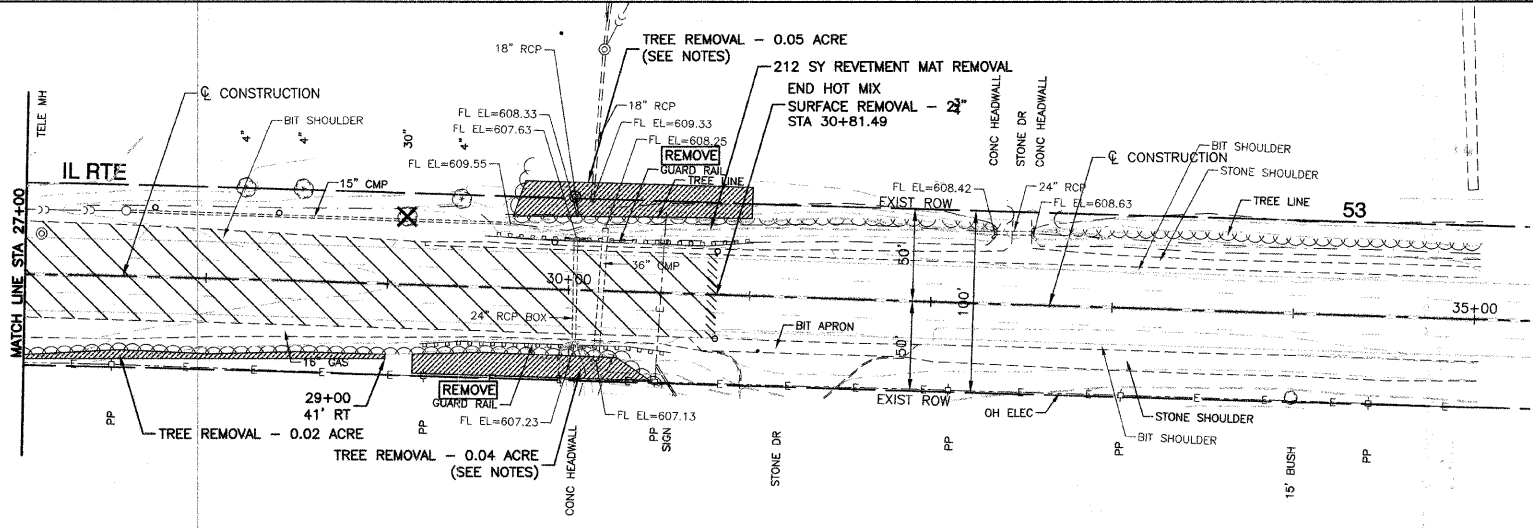 18" RCP
TREE REMOVAL – 0.05 ACRE
(SEE NOTES)
212 SY REVETMENT MAT REMOVAL
END HOT MIX
SURFACE REMOVAL –
STA 30+81.49
TELE MH
℄ CONSTRUCTION
4"
BIT SHOULDER
4"
30"
4"
FL EL=608.33
FL EL=607.63
18" RCP
FL EL=609.33
FL EL=608.25
FL EL=609.55
REMOVE
GUARD RAIL
TREE LINE
CONC HEADWALL
STONE DR
CONC HEADWALL
℄ CONSTRUCTION
BIT SHOULDER
STONE SHOULDER
IL RTE
15" CMP
FL EL=608.42
EXIST ROW
24" RCP
FL EL=608.63
TREE LINE
53
MATCH LINE STA 27+00
30+00
36" CMP
50'
100'
50'
35+00
24" RCP BOX
E
BIT APRON
16" GAS
29+00
41' RT
REMOVE
GUARD RAIL
FL EL=607.23
FL EL=607.13
E E E E E E E E E E E E E
EXIST ROW
OH ELEC
STONE SHOULDER
BIT SHOULDER
PP
TREE REMOVAL – 0.02 ACRE
PP
TREE REMOVAL – 0.04 ACRE
(SEE NOTES)
CONC HEADWALL
PP
SIGN
STONE DR
PP
PP
15' BUSH
PP